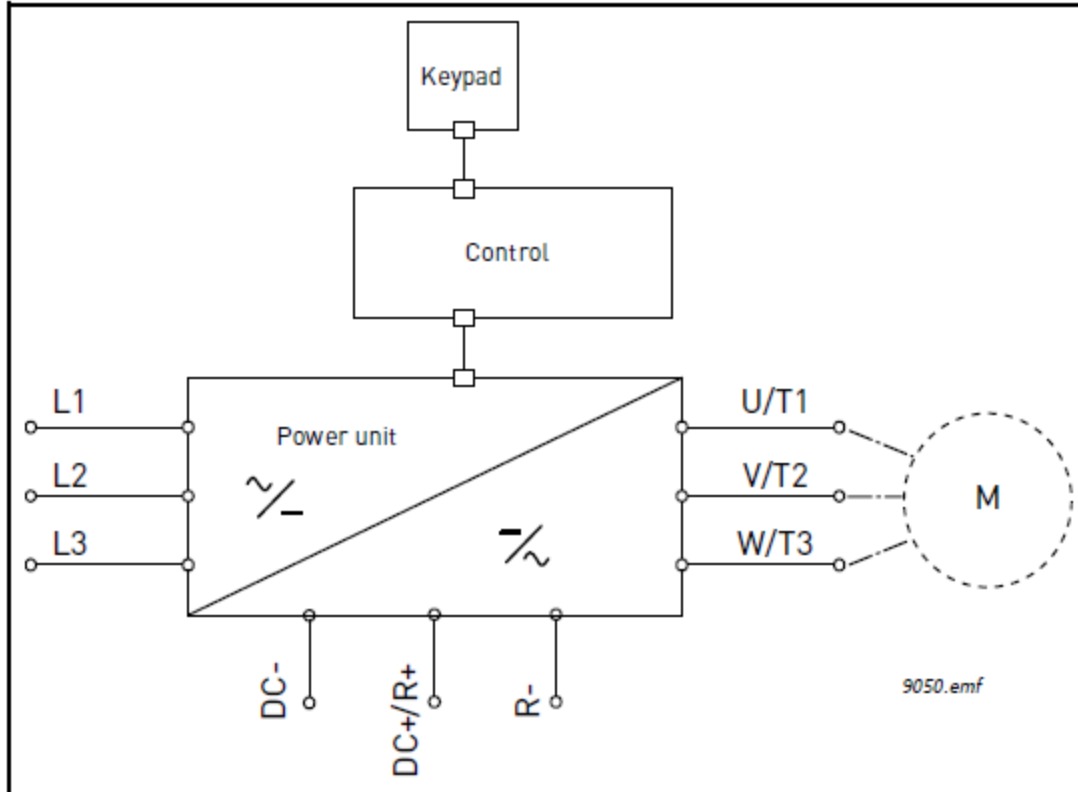 Keypad
Control
L1
U/T1
Power unit
L2
V/T2
M
L3
W/T3
DC-
DC+/R+
R-
9050.emf